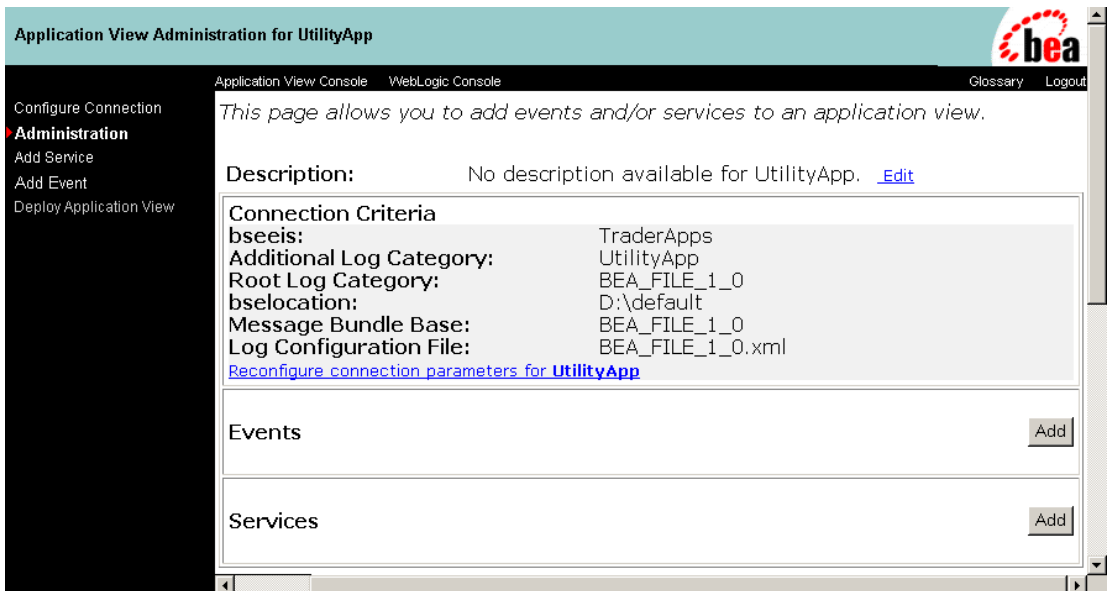 Application View Administration for UtilityApp
bea
Application View Console WebLogic Console Glossary Logout
Configure Connection
Administration
Add Service
Add Event
Deploy Application View
This page allows you to add events and/or services to an application view.
Description: No description available for UtilityApp. Edit
Connection Criteria
bseeis: TraderApps
Additional Log Category: UtilityApp
Root Log Category: BEA_FILE_1_0
bselocation: D:\default
Message Bundle Base: BEA_FILE_1_0
Log Configuration File: BEA_FILE_1_0.xml
Reconfigure connection parameters for UtilityApp
Events Add
Services Add